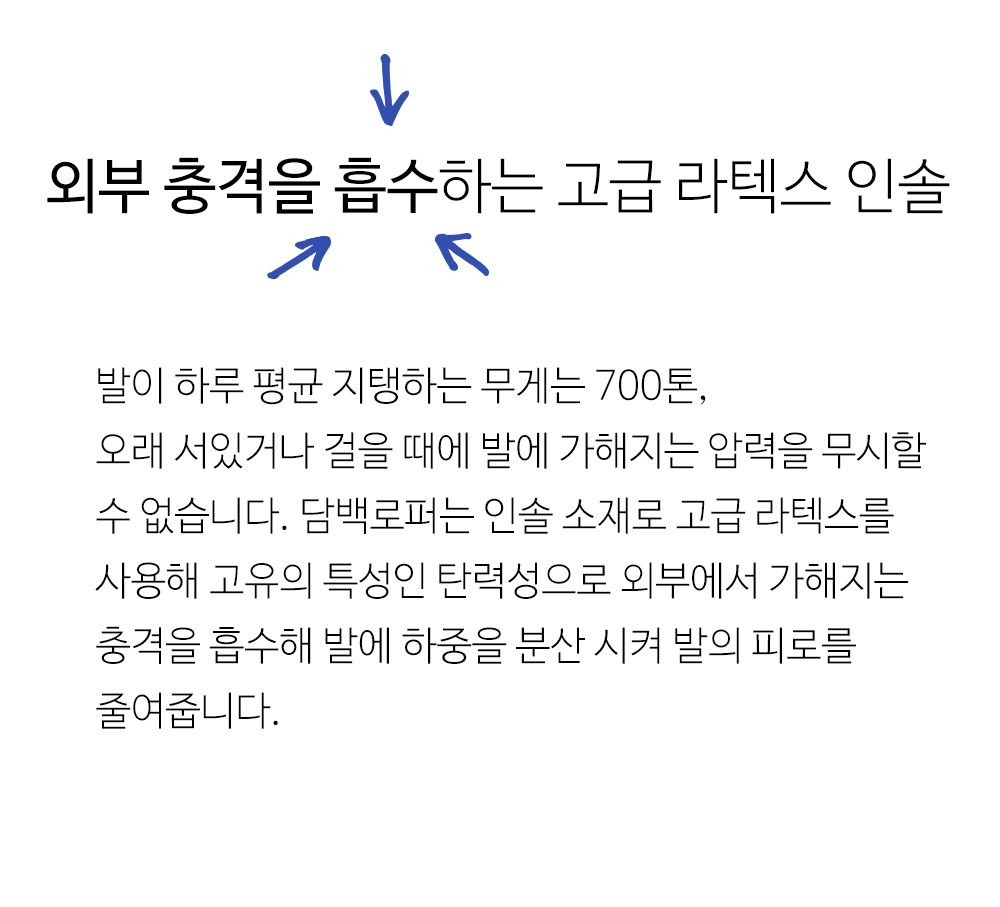 외부 충격을 흡수하는 고급 라텍스 인솔
발이 하루 평균 지탱하는 무게는 700톤,
오래 서있거나 걸을 때에 발에 가해지는 압력을 무시할
수 없습니다. 담백로퍼는 인솔 소재로 고급 라텍스를
사용해 고유의 특성인 탄력성으로 외부에서 가해지는
충격을 흡수해 발에 하중을 분산 시켜 발의 피로를
줄여줍니다.